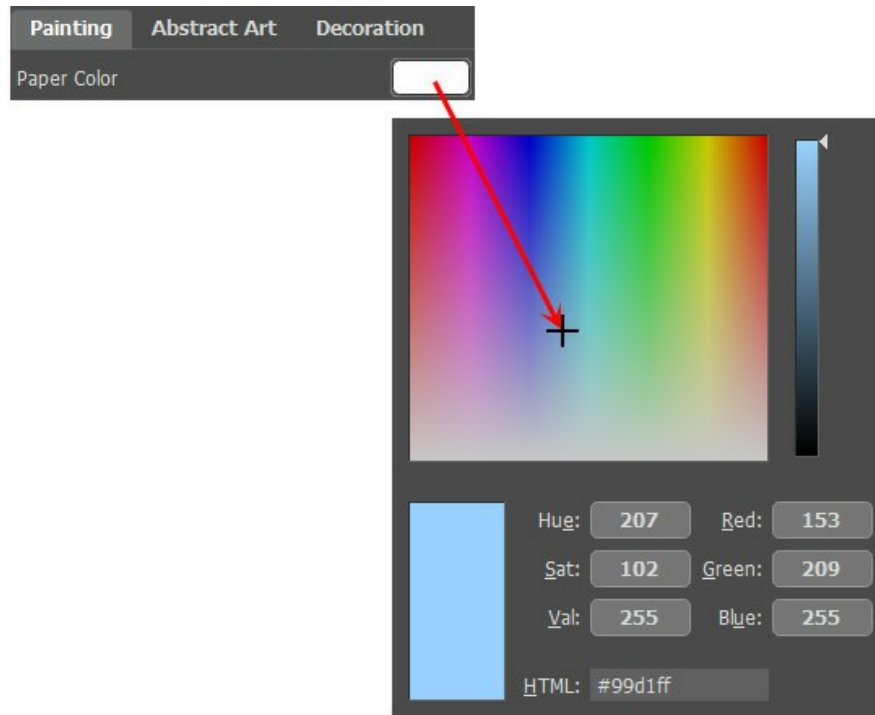 Painting Abstract Art Decoration
Paper Color
Hue: 207 Red: 153
Sat: 102 Green: 209
Val: 255 Blue: 255
HTML: #99d1ff